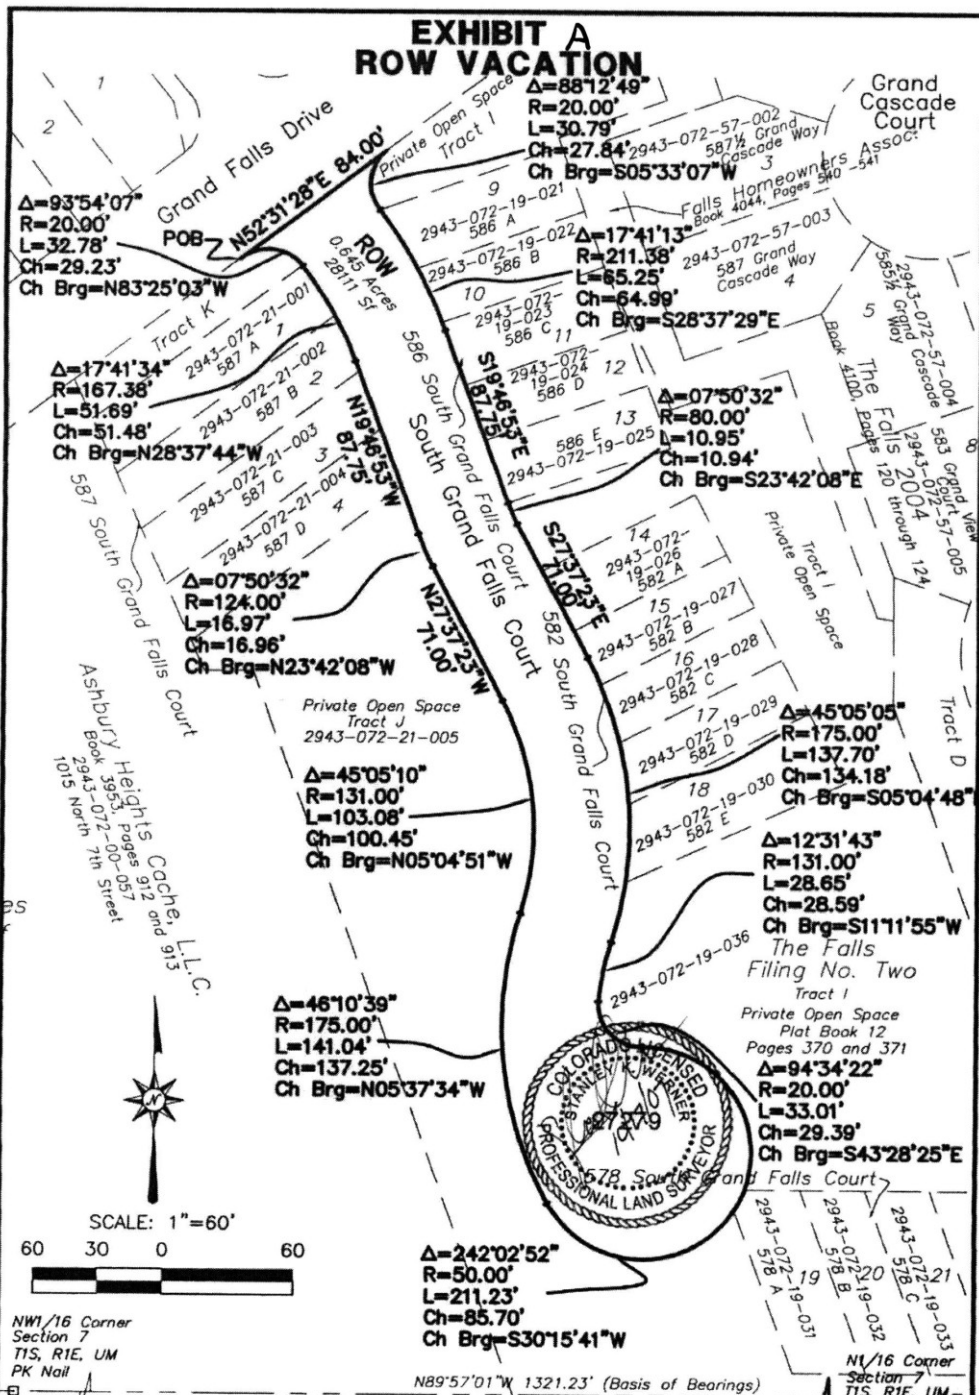 EXHIBIT A
ROW VACATION
1
2
Grand Falls Drive
N52°31'28"E 84.00'
Private Open Space
Tract I
Δ=88°12'49"
R=20.00'
L=30.79'
Ch=27.84'
Ch Brg=S05°33'07"W
Grand
Cascade
Court
2943-072-57-002
587½ Grand
Cascade Way
3
Falls Homeowners Assoc.
Book 4044, Pages 540 -541
Δ=93°54'07"
R=20.00'
L=32.78'
Ch=29.23'
Ch Brg=N83°25'03"W
POB
ROW
0.645 Acres
28111 Sf
9
2943-072-19-021
586 A
2943-072-19-022
586 B
10
2943-072-
19-023
586 C
11
2943-072-
19-024
586 D
12
13
586 E
2943-072-19-025
Δ=17°41'13"
R=211.38'
L=65.25'
Ch=64.99'
Ch Brg=S28°37'29"E
2943-072-57-003
587 Grand
Cascade Way
4
5
2943-072-57-004
585½ Grand Cascade
Way
The Falls 2004
Book 4100, Pages 120 through 124
583 Grand View
Court
2943-072-57-005
8
Tract K
2943-072-21-001
587 A
1
2943-072-21-002
587 B
2
2943-072-21-003
587 C
3
2943-072-21-004
587 D
4
Δ=17°41'34"
R=167.38'
L=51.69'
Ch=51.48'
Ch Brg=N28°37'44"W
N19°46'53"W
87.75'
586 South Grand Falls Court
South Grand Falls Court
S19°46'53"E
87.75'
Δ=07°50'32"
R=80.00'
L=10.95'
Ch=10.94'
Ch Brg=S23°42'08"E
587 South Grand Falls Court
Δ=07°50'32"
R=124.00'
L=16.97'
Ch=16.96'
Ch Brg=N23°42'08"W
N27°37'23"W
71.00'
S27°37'23"E
71.00'
582 South Grand Falls Court
14
2943-072-
19-026
582 A
15
2943-072-19-027
582 B
16
2943-072-19-028
582 C
17
2943-072-19-029
582 D
18
2943-072-19-030
582 E
Tract I
Private Open Space
Tract D
Private Open Space
Tract J
2943-072-21-005
Ashbury Heights Cache, L.L.C.
Book 3953, Pages 912 and 913
2943-072-00-057
1015 North 7th Street
Δ=45°05'10"
R=131.00'
L=103.08'
Ch=100.45'
Ch Brg=N05°04'51"W
Δ=45°05'05"
R=175.00'
L=137.70'
Ch=134.18'
Ch Brg=S05°04'48"
Δ=12°31'43"
R=131.00'
L=28.65'
Ch=28.59'
Ch Brg=S11°11'55"W
es
2943-072-19-036
The Falls
Filing No. Two
Tract I
Private Open Space
Plat Book 12
Pages 370 and 371
Δ=46°10'39"
R=175.00'
L=141.04'
Ch=137.25'
Ch Brg=N05°37'34"W
COLORADO LICENSED
STANLEY K. WERNER
27279
PROFESSIONAL LAND SURVEYOR
Δ=94°34'22"
R=20.00'
L=33.01'
Ch=29.39'
Ch Brg=S43°28'25"E
578 South Grand Falls Court
N
SCALE: 1"=60'
60 30 0 60
Δ=242°02'52"
R=50.00'
L=211.23'
Ch=85.70'
Ch Brg=S30°15'41"W
2943-072-19-031
578 A
19
2943-072-19-032
578 B
20
2943-072-19-033
578 C
21
NW1/16 Corner
Section 7
T1S, R1E, UM
PK Nail
N89°57'01"W 1321.23' (Basis of Bearings)
N1/16 Corner
Section 7
T1S, R1E, UM